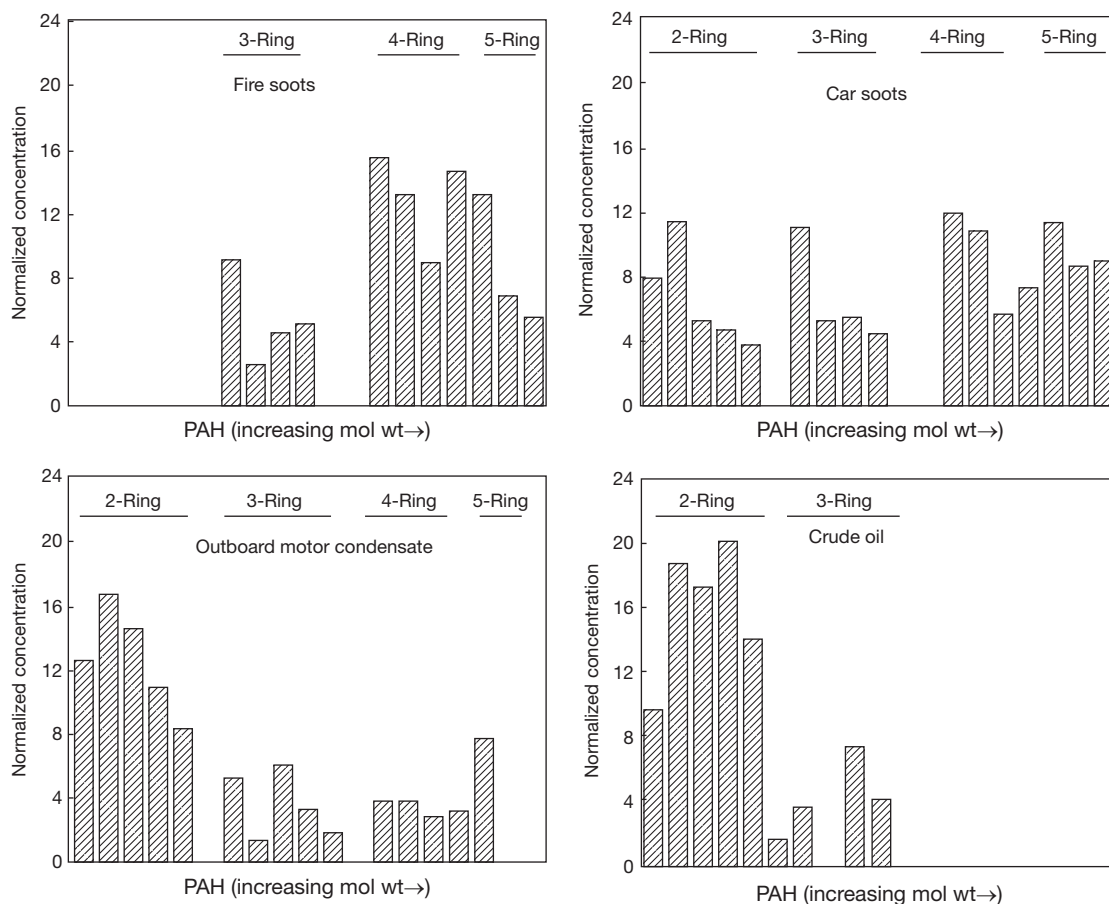 24
20
16
12
8
4
0
Normalized concentration
3-Ring
4-Ring
5-Ring
Fire soots
PAH (increasing mol wt→)
24
20
16
12
8
4
0
Normalized concentration
2-Ring
3-Ring
4-Ring
5-Ring
Car soots
PAH (increasing mol wt→)
24
20
16
12
8
4
0
Normalized concentration
2-Ring
3-Ring
4-Ring
5-Ring
Outboard motor condensate
PAH (increasing mol wt→)
24
20
16
12
8
4
0
Normalized concentration
2-Ring
3-Ring
Crude oil
PAH (increasing mol wt→)